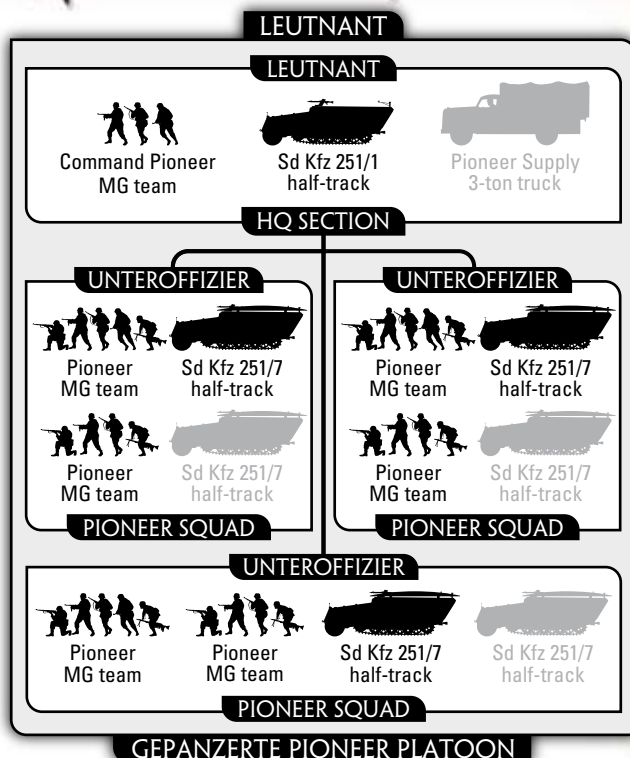 LEUTNANT
LEUTNANT
Command Pioneer
MG team
Sd Kfz 251/1
half-track
Pioneer Supply
3-ton truck
HQ SECTION
UNTEROFFIZIER
Pioneer
MG team
Sd Kfz 251/7
half-track
Pioneer
MG team
Sd Kfz 251/7
half-track
PIONEER SQUAD
UNTEROFFIZIER
Pioneer
MG team
Sd Kfz 251/7
half-track
Pioneer
MG team
Sd Kfz 251/7
half-track
PIONEER SQUAD
UNTEROFFIZIER
Pioneer
MG team
Pioneer
MG team
Sd Kfz 251/7
half-track
Sd Kfz 251/7
half-track
PIONEER SQUAD
GEPANZERTE PIONEER PLATOON